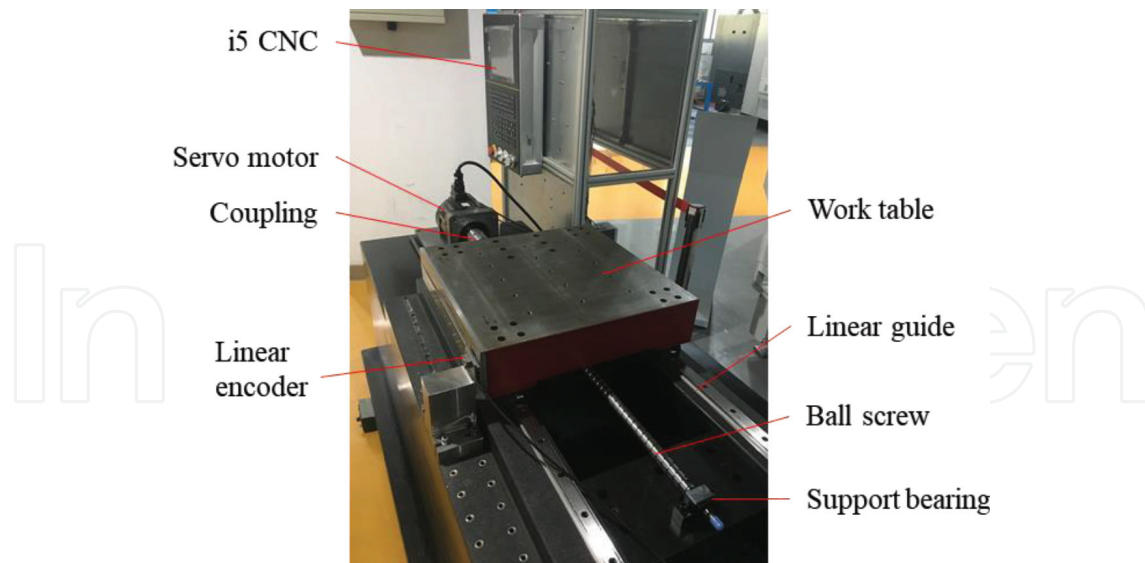 i5 CNC
Servo motor
Coupling
Linear
encoder
Work table
Linear guide
Ball screw
Support bearing